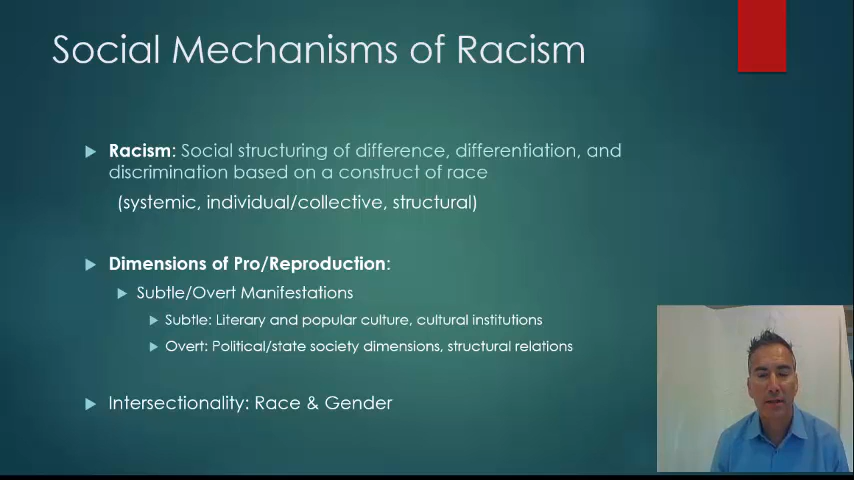 Social Mechanisms of Racism
Racism: Social structuring of difference, differentiation, and
discrimination based on a construct of race
(systemic, individual/collective, structural)
Dimensions of Pro/Reproduction:
Subtle/Overt Manifestations
Subtle: Literary and popular culture, cultural institutions
Overt: Political/state society dimensions, structural relations
Intersectionality: Race & Gender